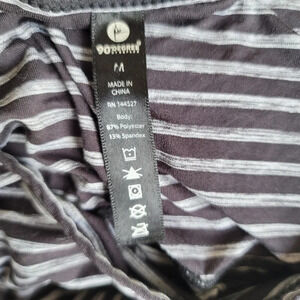 90 DEGREE
M
MADE IN
CHINA
RN 144527
Body:
87% Polyester
13% Spandex